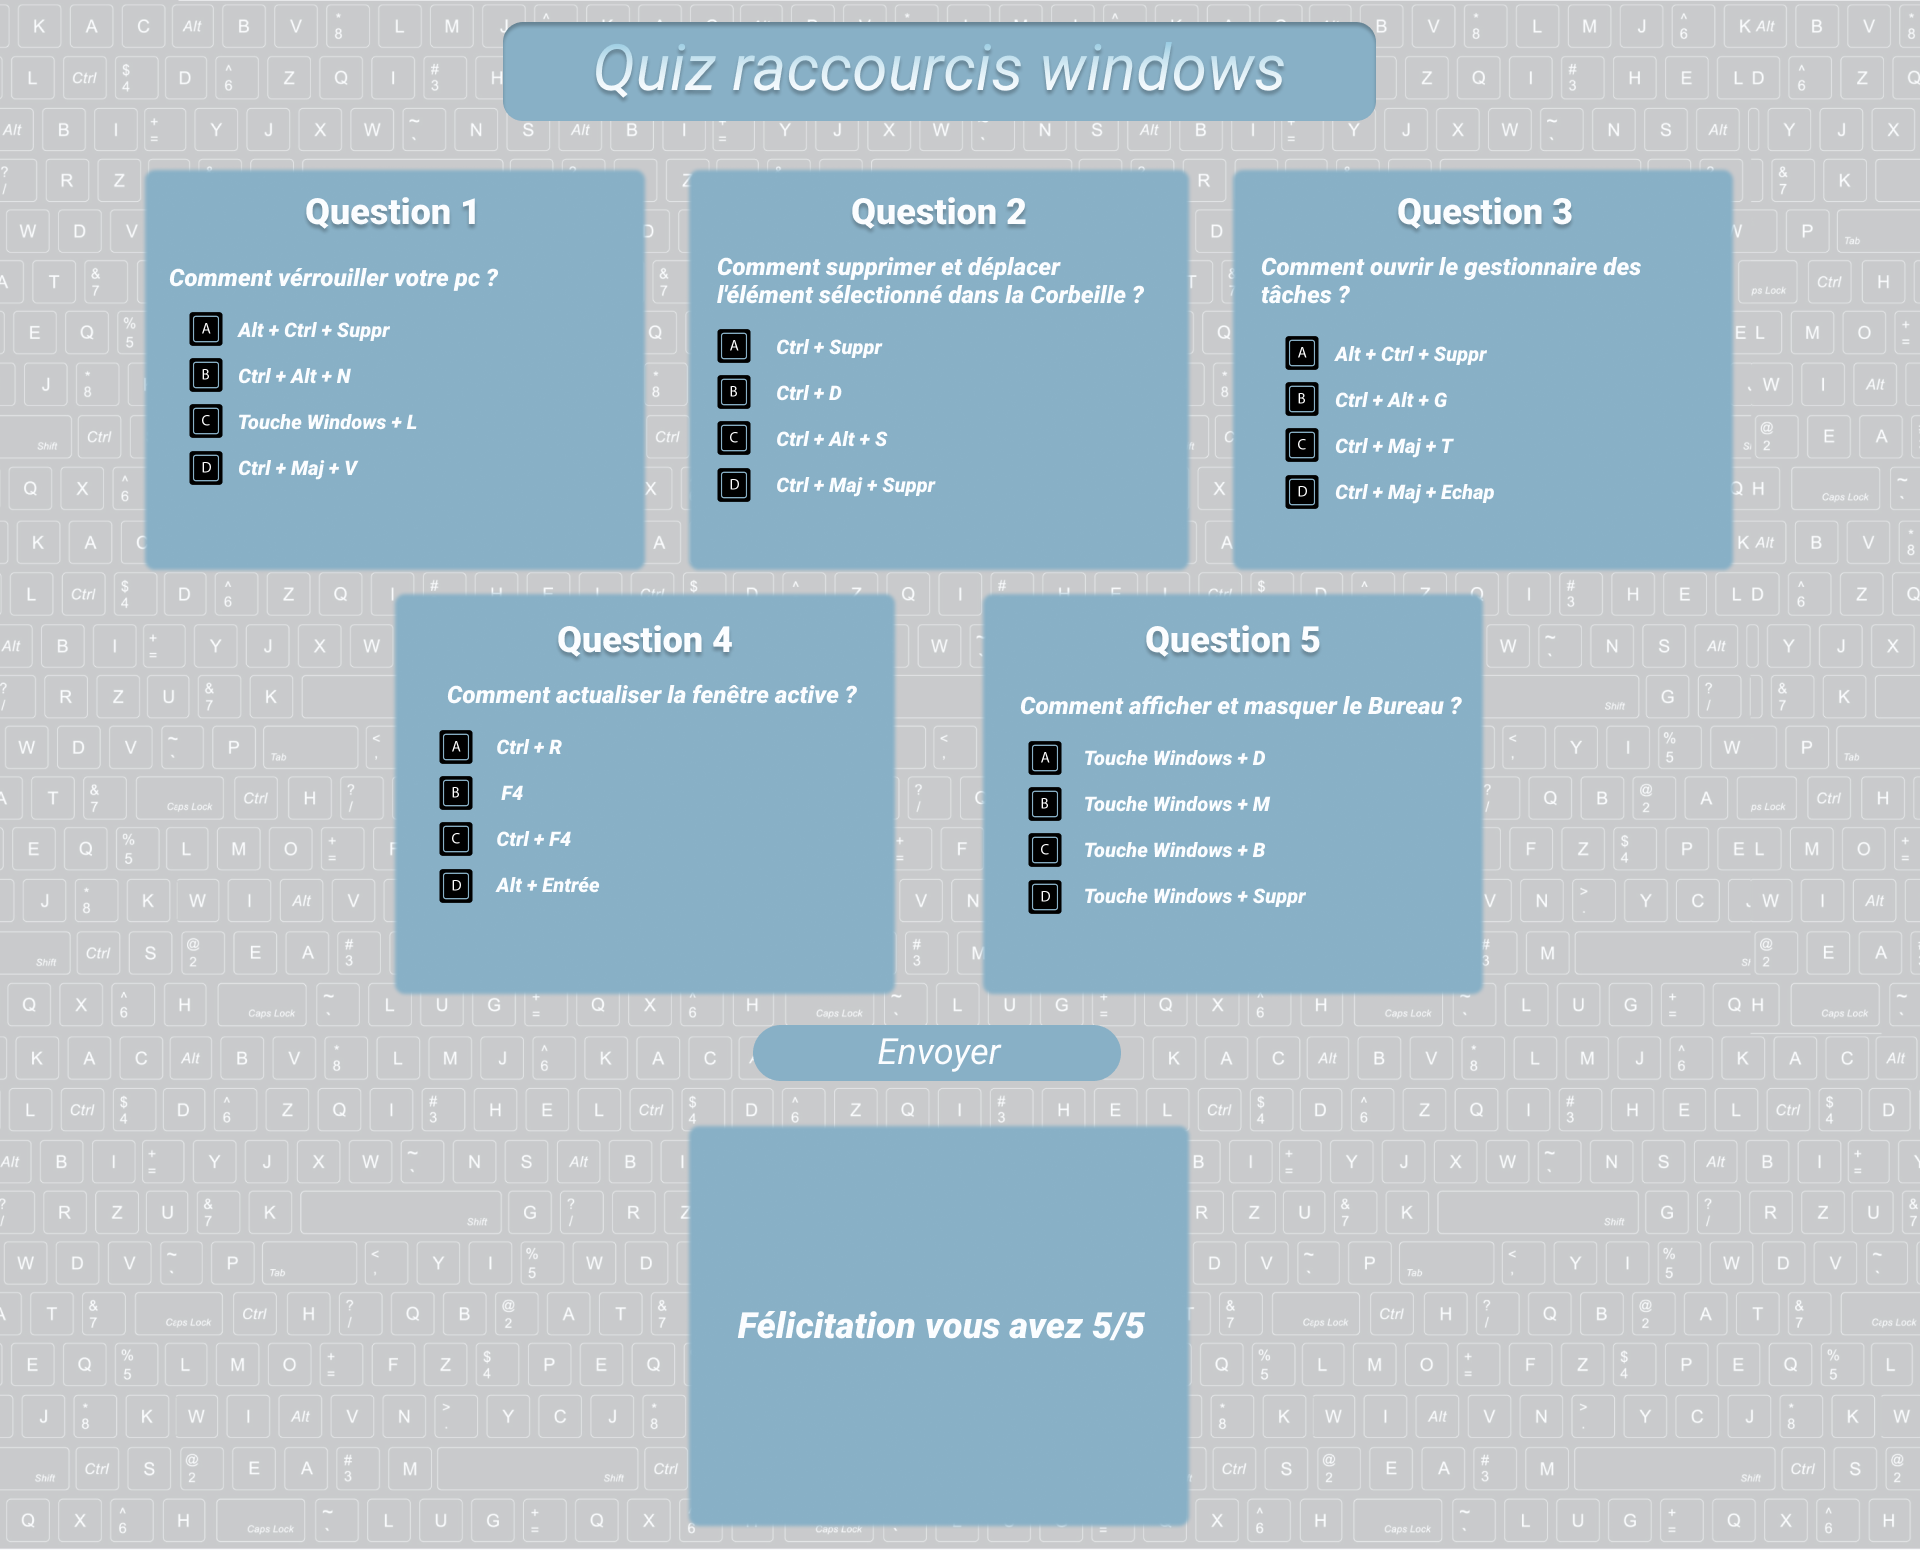 Quiz raccourcis windows
Question 1
Comment vérrouiller votre pc ?
A Alt + Ctrl + Suppr
B Ctrl + Alt + N
C Touche Windows + L
D Ctrl + Maj + V
Question 2
Comment supprimer et déplacer
l'élément sélectionné dans la Corbeille ?
A Ctrl + Suppr
B Ctrl + D
C Ctrl + Alt + S
D Ctrl + Maj + Suppr
Question 3
Comment ouvrir le gestionnaire des
tâches ?
A Alt + Ctrl + Suppr
B Ctrl + Alt + G
C Ctrl + Maj + T
D Ctrl + Maj + Echap
Question 4
Comment actualiser la fenêtre active ?
A Ctrl + R
B F4
C Ctrl + F4
D Alt + Entrée
Question 5
Comment afficher et masquer le Bureau ?
A Touche Windows + D
B Touche Windows + M
C Touche Windows + B
D Touche Windows + Suppr
Envoyer
Félicitation vous avez 5/5